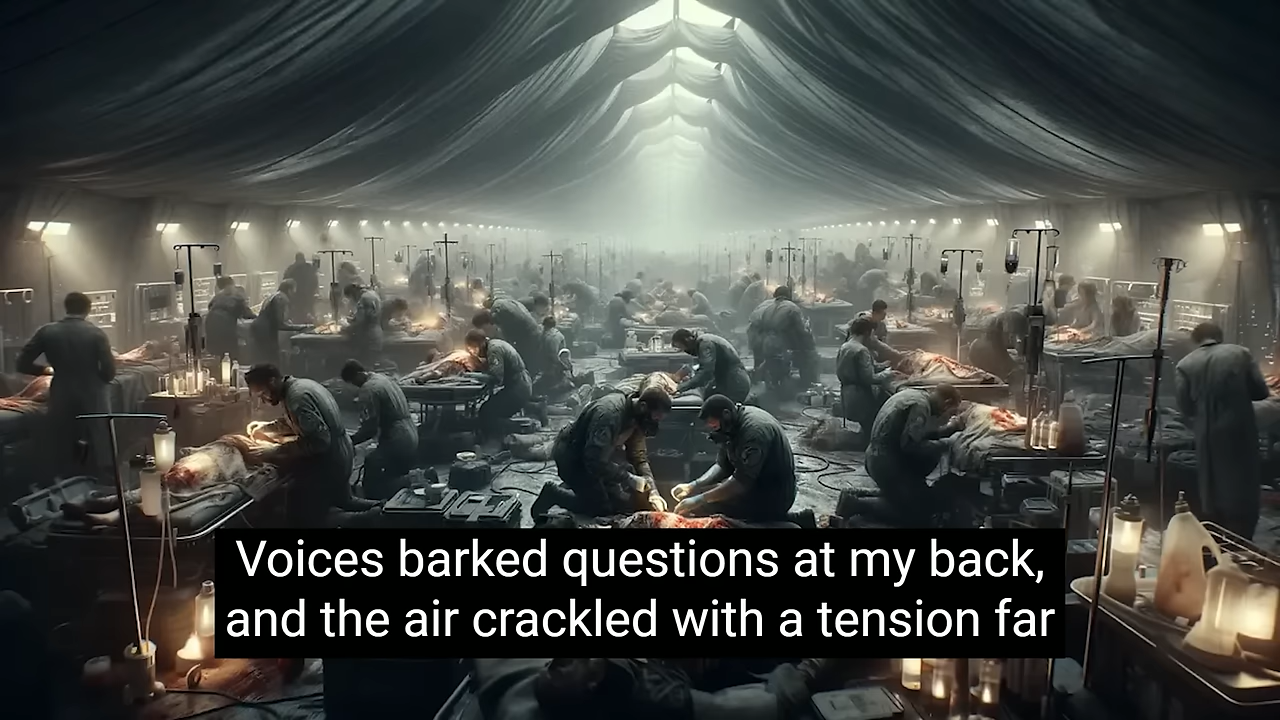 Voices barked questions at my back,
and the air crackled with a tension far